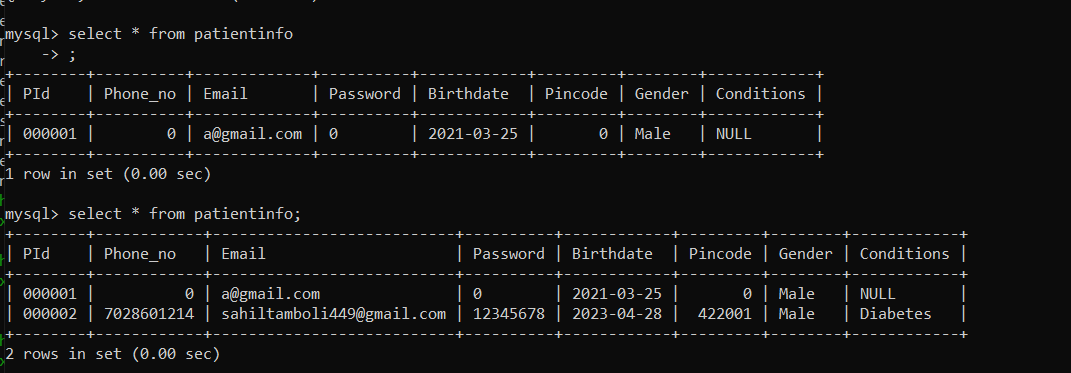 mysql> select * from patientinfo
    -> ;
+--------+----------+-------------+----------+------------+---------+--------+------------+
| PId    | Phone_no | Email       | Password | Birthdate  | Pincode | Gender | Conditions |
+--------+----------+-------------+----------+------------+---------+--------+------------+
| 000001 |        0 | a@gmail.com | 0        | 2021-03-25 |       0 | Male   | NULL       |
+--------+----------+-------------+----------+------------+---------+--------+------------+
1 row in set (0.00 sec)
mysql> select * from patientinfo;
+--------+------------+--------------------------+----------+------------+---------+--------+------------+
| PId    | Phone_no   | Email                    | Password | Birthdate  | Pincode | Gender | Conditions |
+--------+------------+--------------------------+----------+------------+---------+--------+------------+
| 000001 |          0 | a@gmail.com              | 0        | 2021-03-25 |       0 | Male   | NULL       |
| 000002 | 7028601214 | sahiltamboli449@gmail.com | 12345678 | 2023-04-28 |  422001 | Male   | Diabetes   |
+--------+------------+--------------------------+----------+------------+---------+--------+------------+
2 rows in set (0.00 sec)